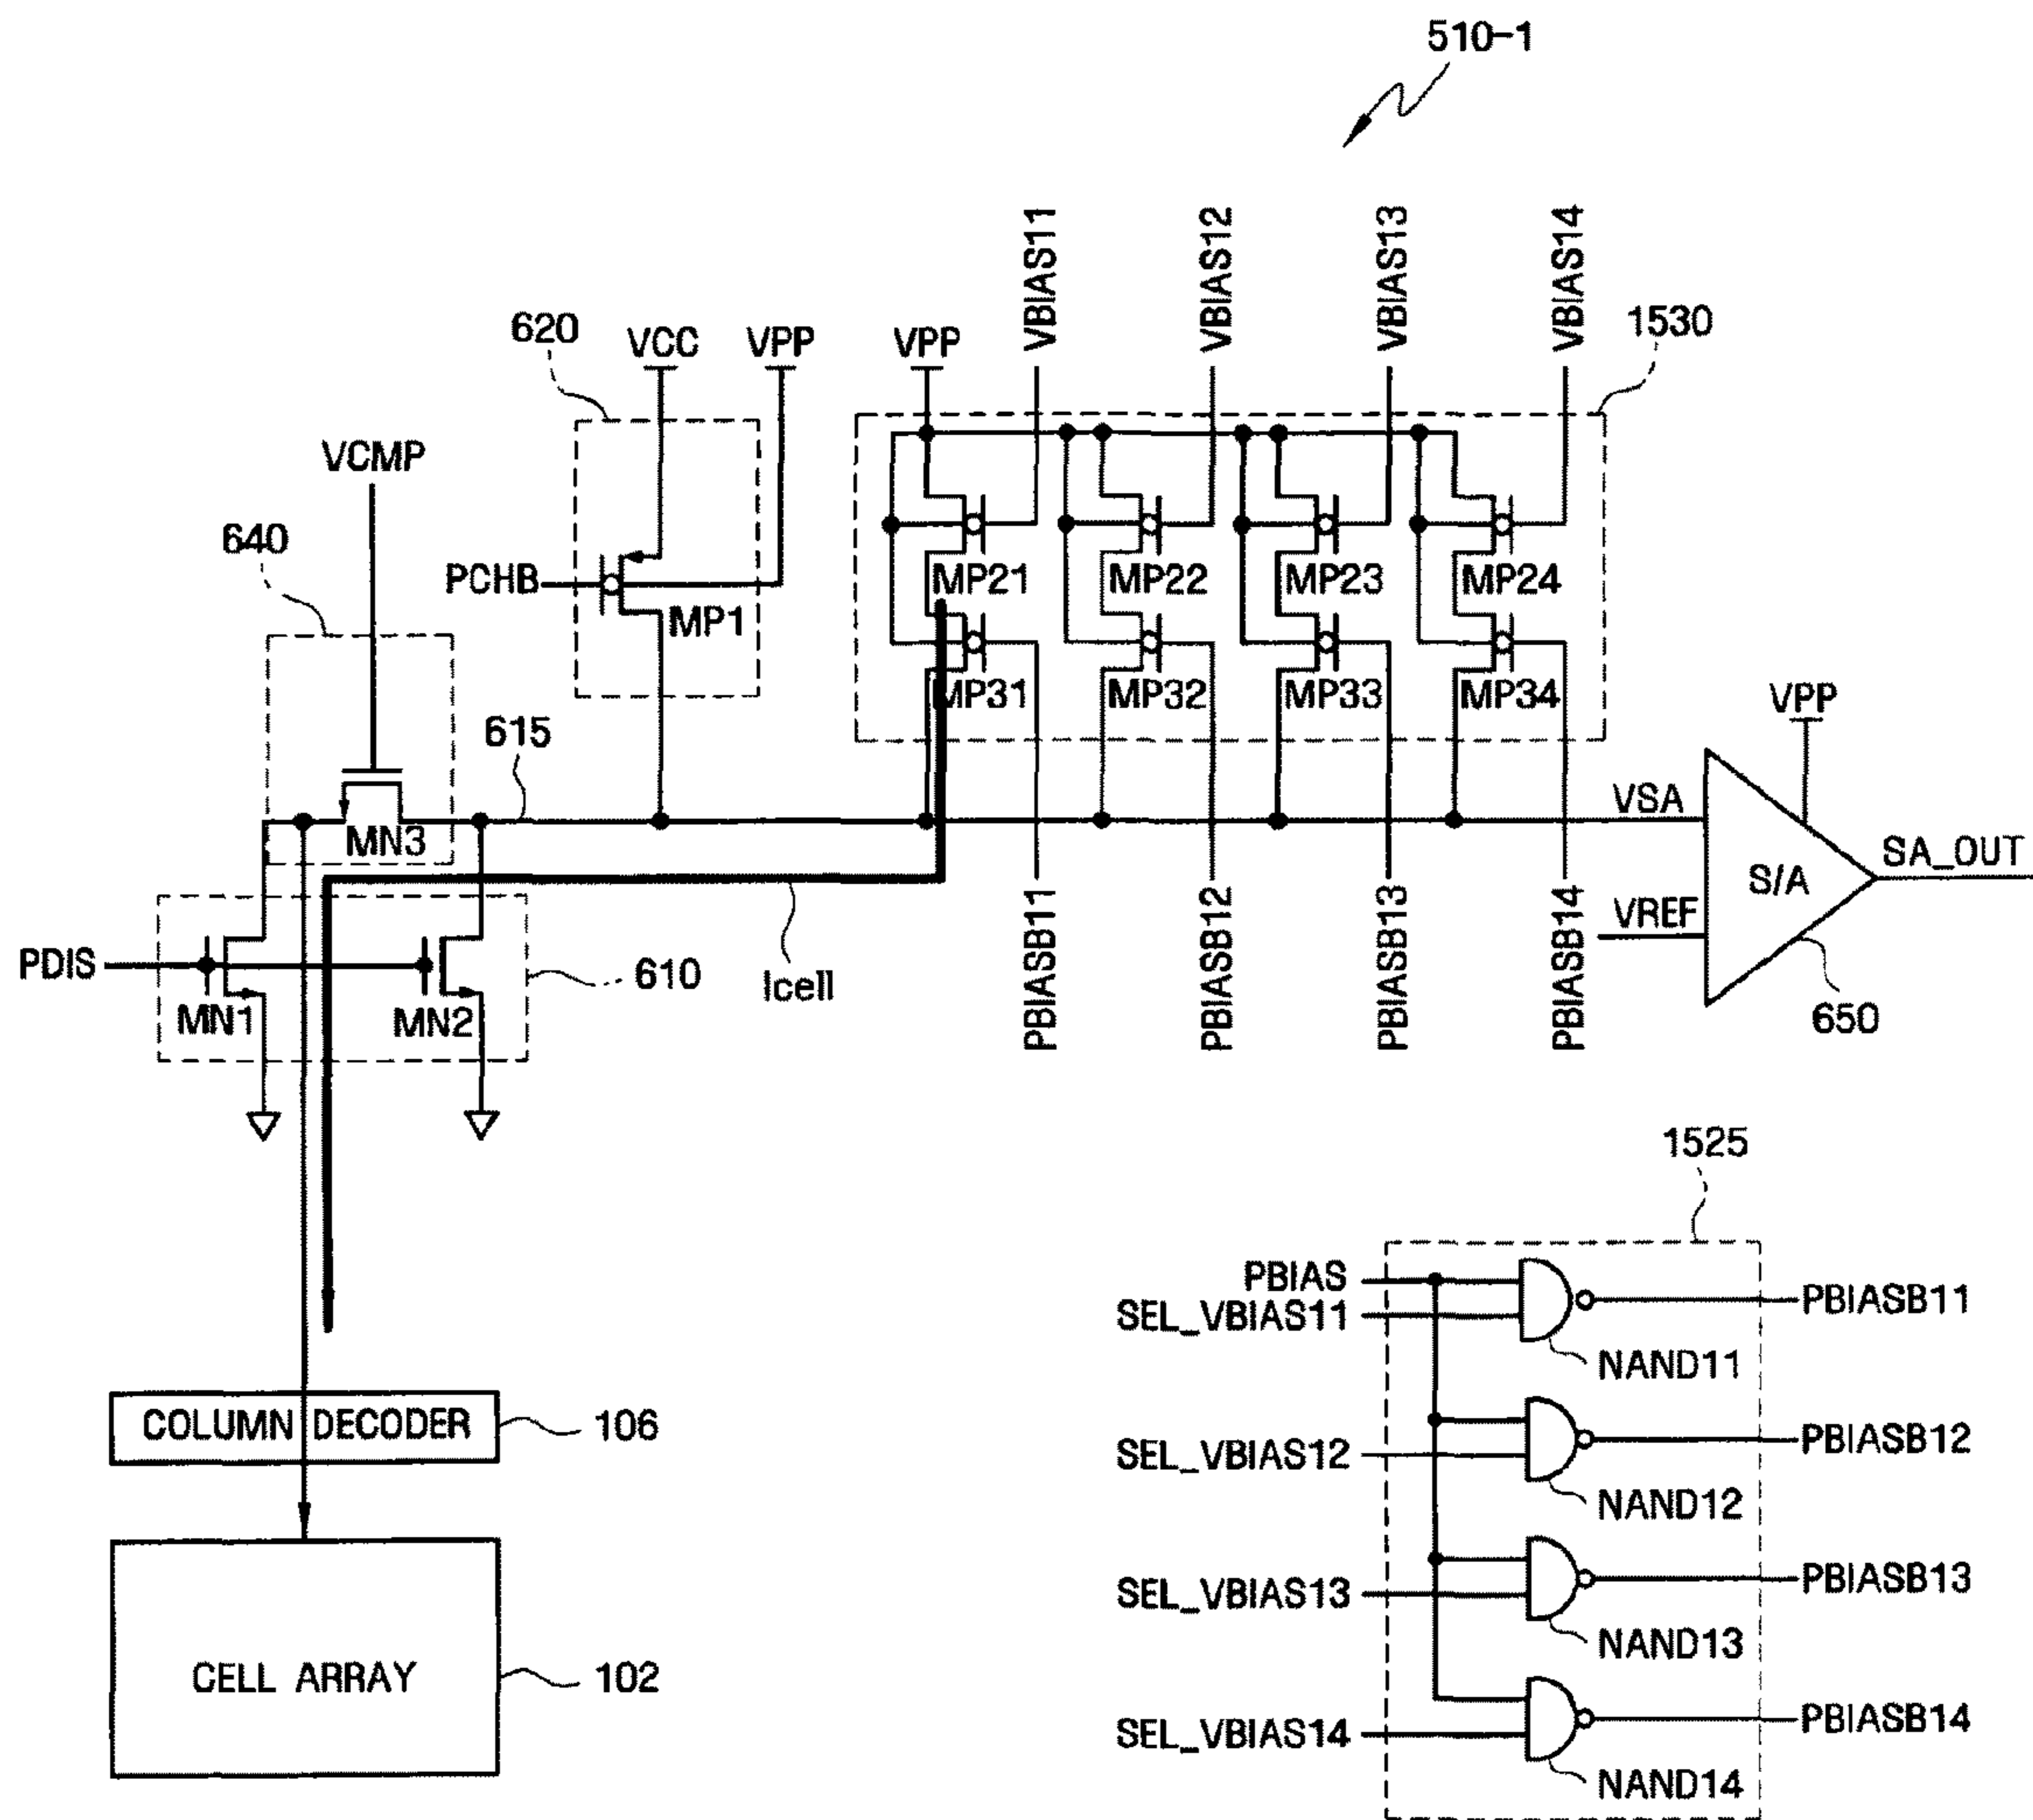 510-1
VBIAS11
VBIAS12
VBIAS13
VBIAS14
620
VCC
VPP
VPP
1530
VCMP
640
PCHB
MP1
MP21
MP22
MP23
MP24
MP31
MP32
MP33
MP34
VPP
615
MN3
VSA
S/A
SA_OUT
VREF
650
PDIS
MN1
MN2
610
Icell
PBIASB11
PBIASB12
PBIASB13
PBIASB14
1525
PBIAS
SEL_VBIAS11
PBIASB11
NAND11
COLUMN DECODER
106
SEL_VBIAS12
PBIASB12
NAND12
SEL_VBIAS13
PBIASB13
NAND13
CELL ARRAY
102
SEL_VBIAS14
PBIASB14
NAND14